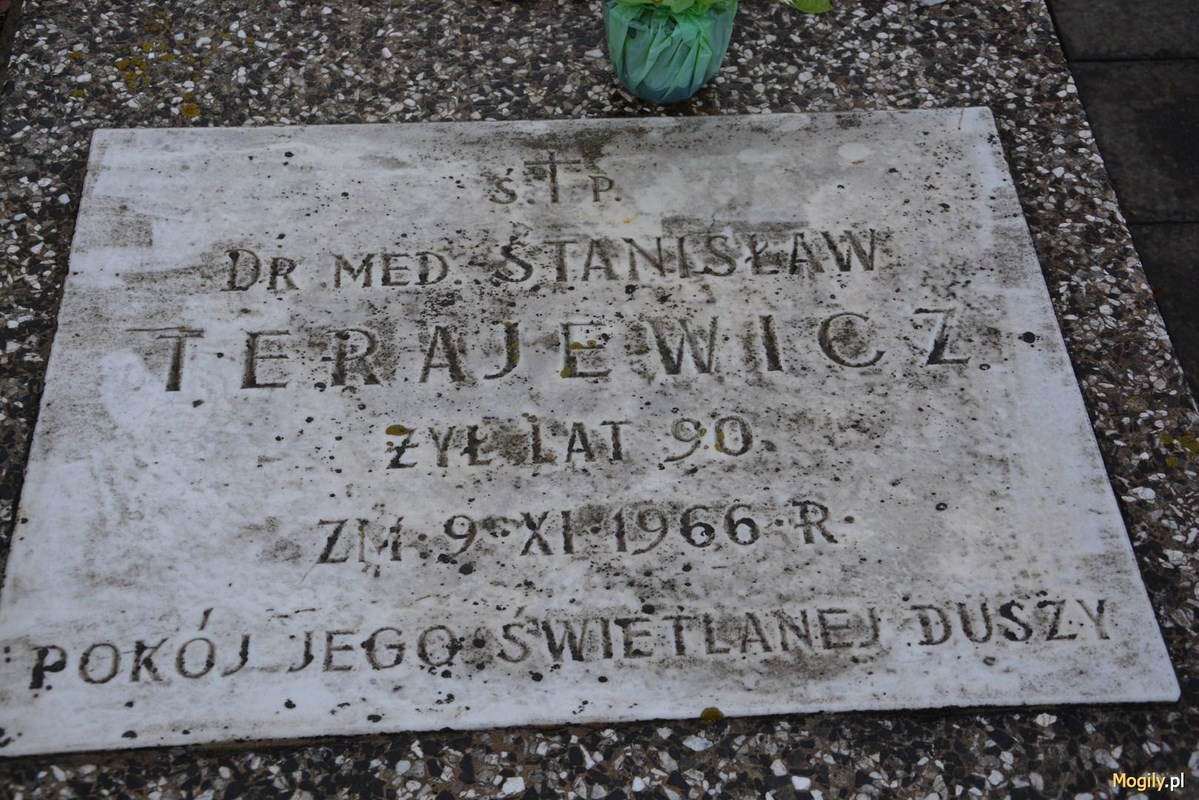 Ś. † P.
DR MED. STANISŁAW
TERAJEWICZ
ŻYŁ LAT 90.
ZM · 9 · XI · 1966 · R ·
POKÓJ JEGO ŚWIETLANEJ DUSZY
Mogily.pl